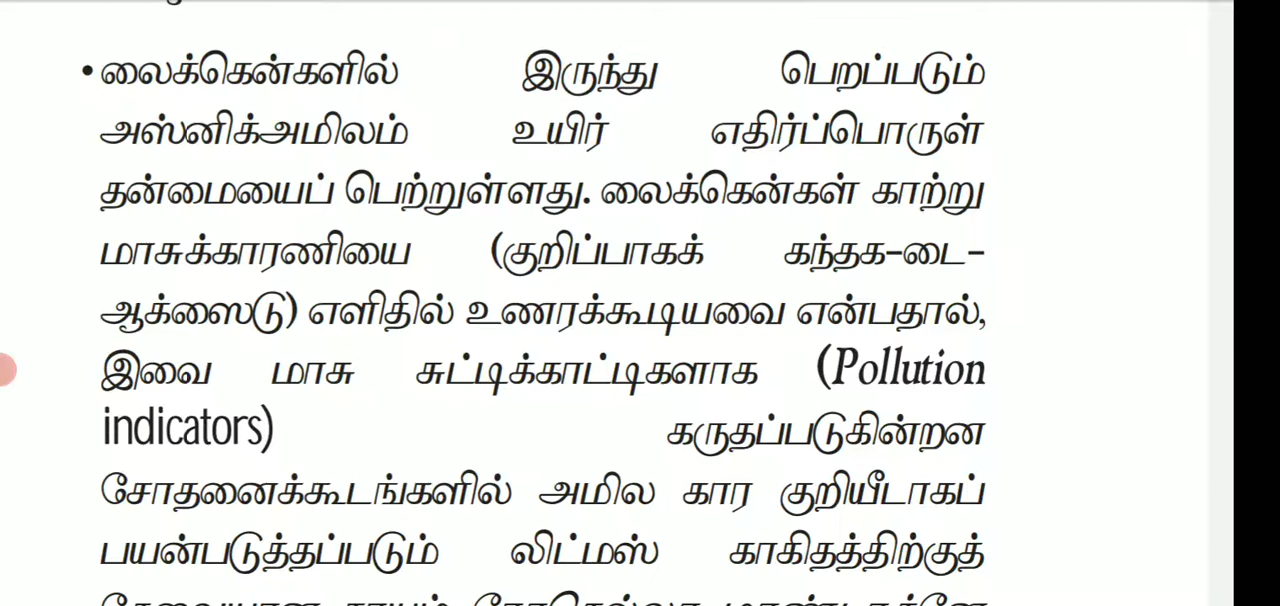 •லைக்கென்களில் இருந்து பெறப்படும்
அஸ்னிக்அமிலம் உயிர் எதிர்ப்பொருள்
தன்மையைப் பெற்றுள்ளது. லைக்கென்கள் காற்று
மாசுக்காரணியை (குறிப்பாகக் கந்தக-டை-
ஆக்ஸைடு) எளிதில் உணரக்கூடியவை என்பதால்,
இவை மாசு சுட்டிக்காட்டிகளாக (Pollution
indicators) கருதப்படுகின்றன
சோதனைக்கூடங்களில் அமில கார குறியீடாகப்
பயன்படுத்தப்படும் லிட்மஸ் காகிதத்திற்குத்